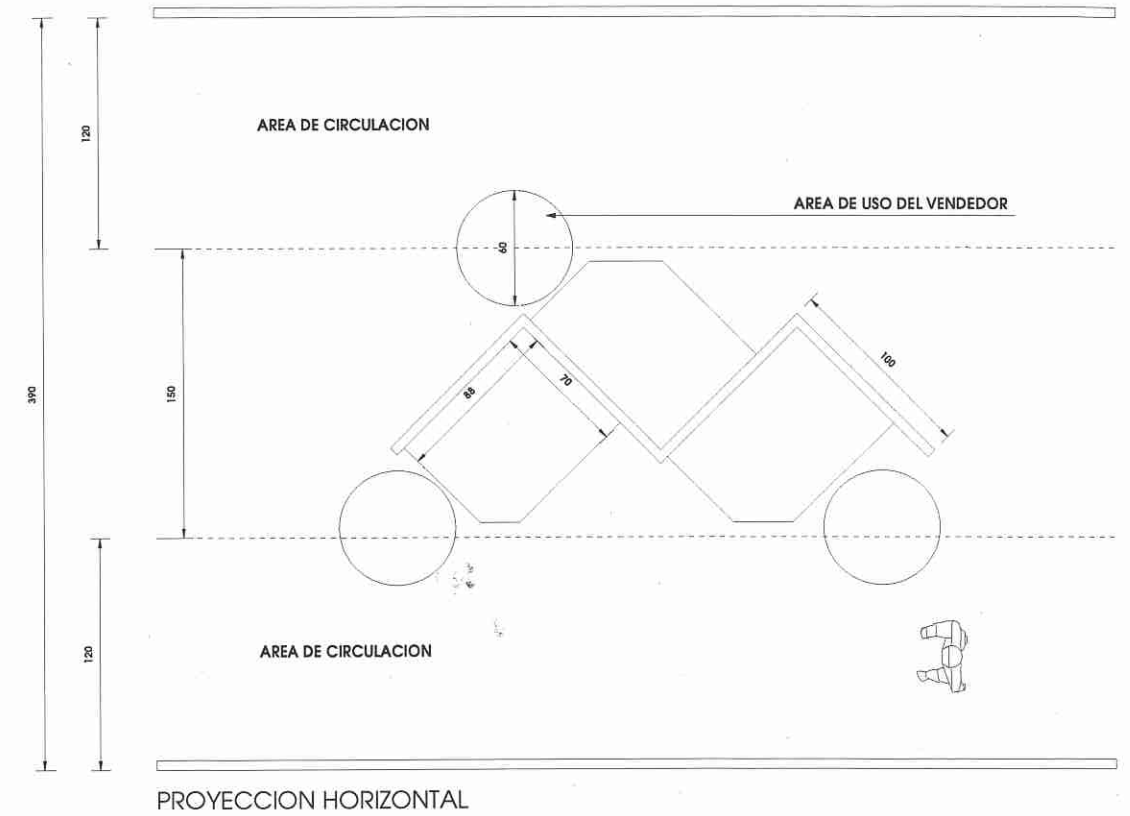 AREA DE CIRCULACION
120
AREA DE USO DEL VENDEDOR
60
100
70
88
390
150
AREA DE CIRCULACION
120
PROYECCION HORIZONTAL